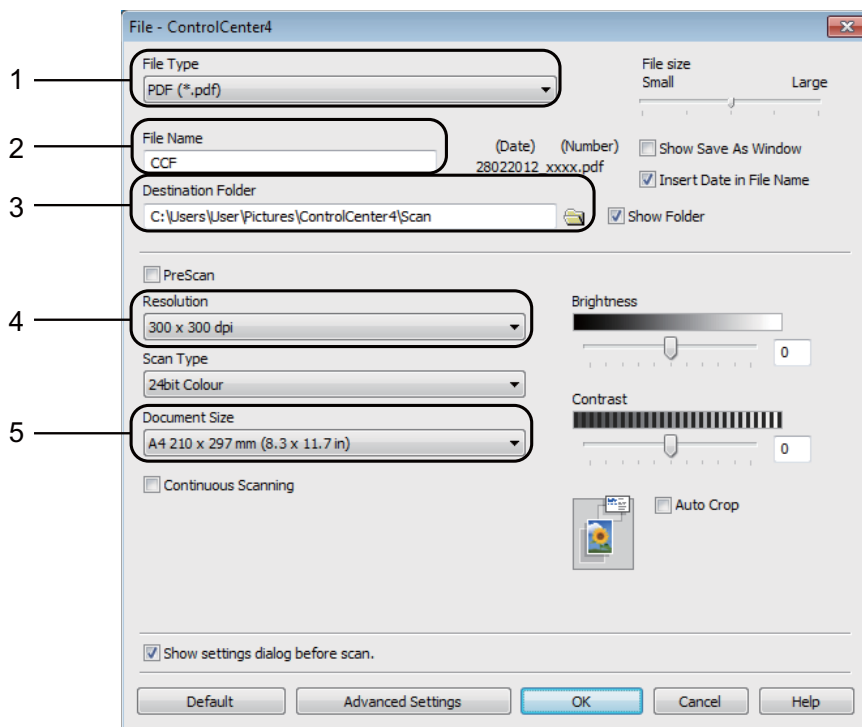 File - ControlCenter4
1
File Type
PDF (*.pdf)
File size
Small Large
2
File Name
CCF
(Date) (Number)
28022012_xxxx.pdf
Show Save As Window
Insert Date in File Name
3
Destination Folder
C:\Users\User\Pictures\ControlCenter4\Scan
Show Folder
PreScan
4
Resolution
300 x 300 dpi
Brightness
0
Scan Type
24bit Colour
Contrast
0
5
Document Size
A4 210 x 297 mm (8.3 x 11.7 in)
Continuous Scanning
Auto Crop
Show settings dialog before scan.
Default Advanced Settings OK Cancel Help